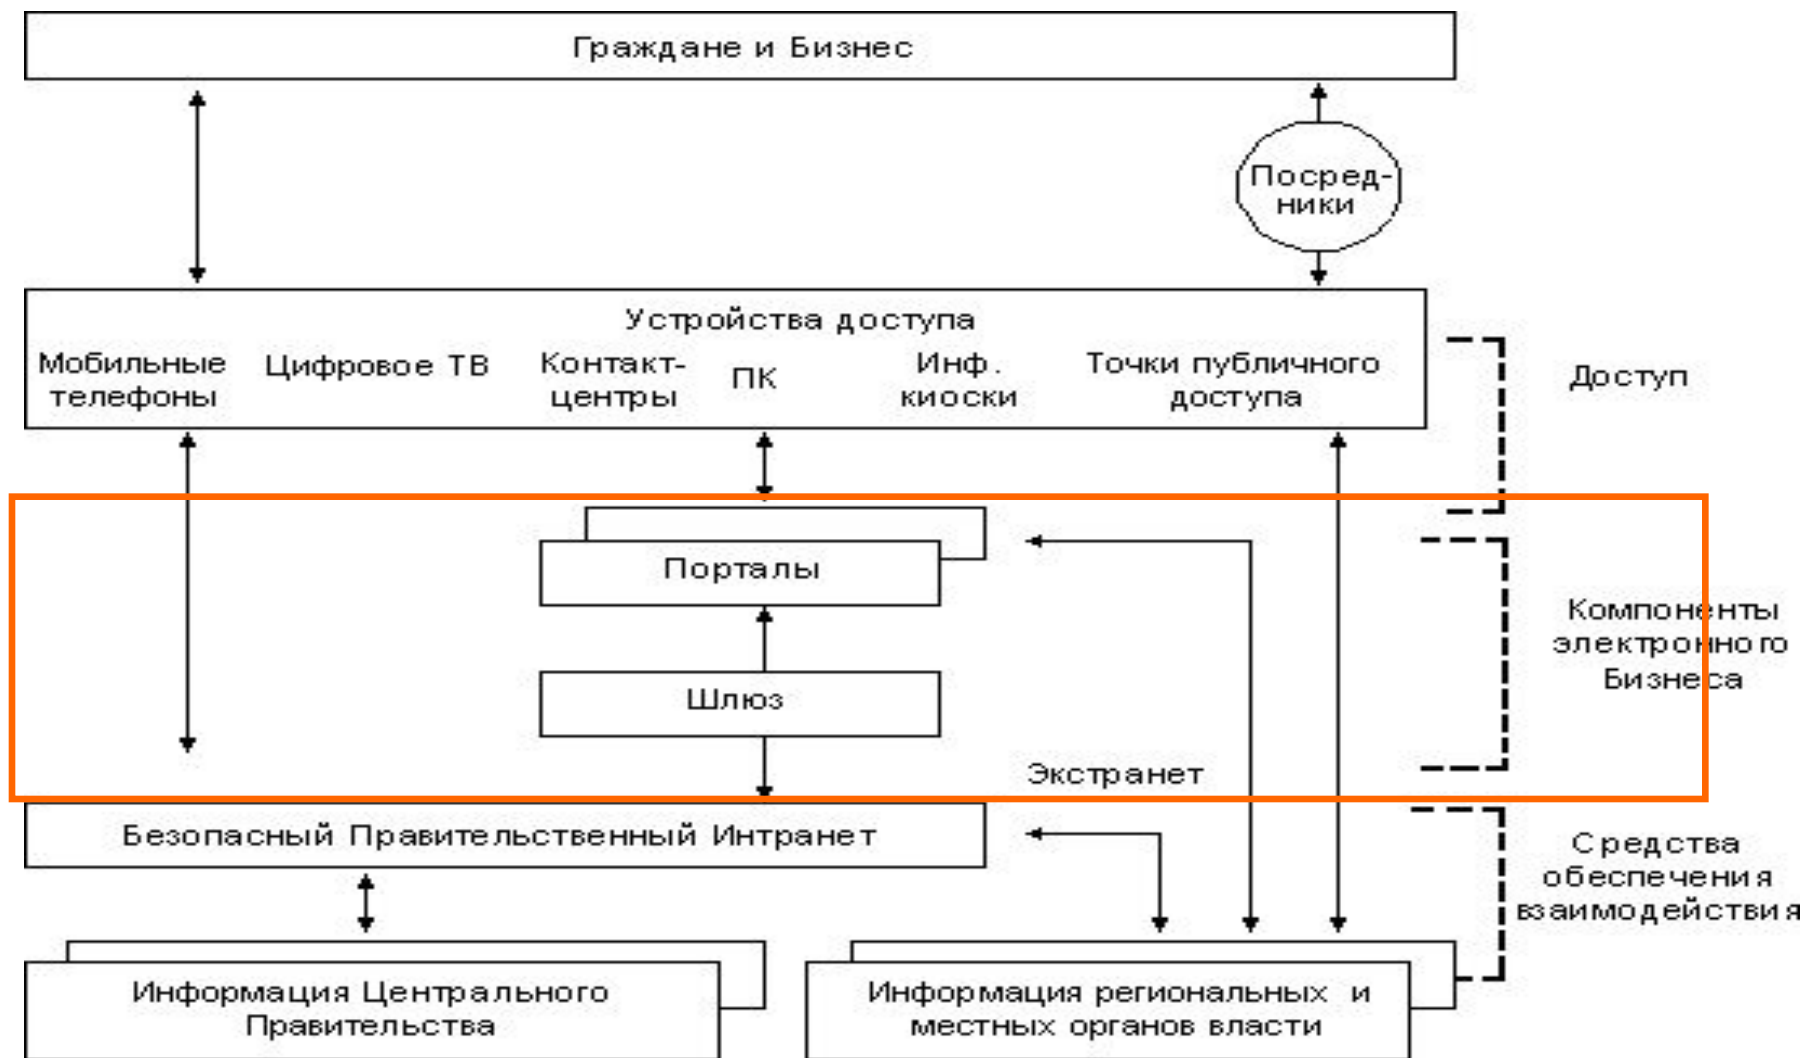 Граждане и Бизнес
Посред-
ники
Устройства доступа
Мобильные
телефоны
Цифровое ТВ
Контакт-
центры
ПК
Инф.
киоски
Точки публичного
доступа
Доступ
Порталы
Шлюз
Компоненты
электронного
Бизнеса
Экстранет
Безопасный Правительственный Интранет
Средства
обеспечения
взаимодействия
Информация Центрального
Правительства
Информация региональных и
местных органов власти